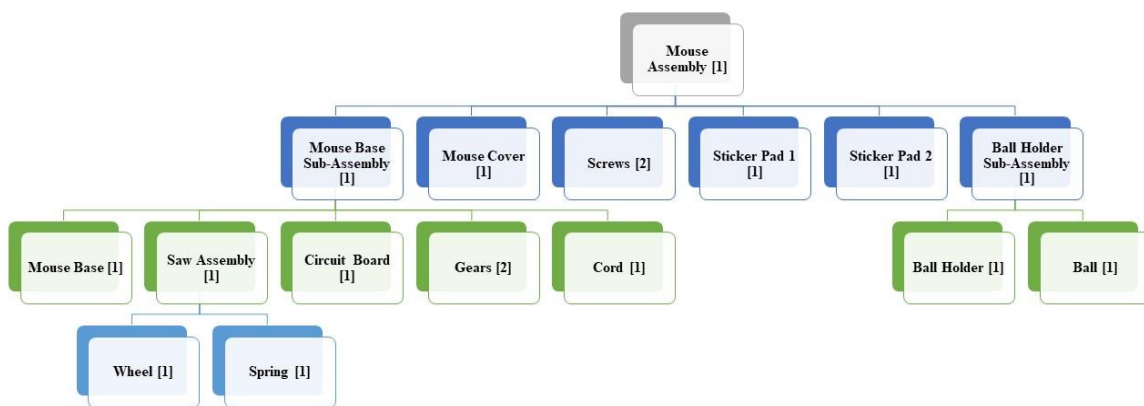 Mouse
Assembly [1]
Mouse Base
Sub-Assembly
[1]
Mouse Cover
[1]
Screws [2]
Sticker Pad 1
[1]
Sticker Pad 2
[1]
Ball Holder
Sub-Assembly
[1]
Mouse Base [1]
Saw Assembly
[1]
Circuit Board
[1]
Gears [2]
Cord [1]
Ball Holder [1]
Ball [1]
Wheel [1]
Spring [1]